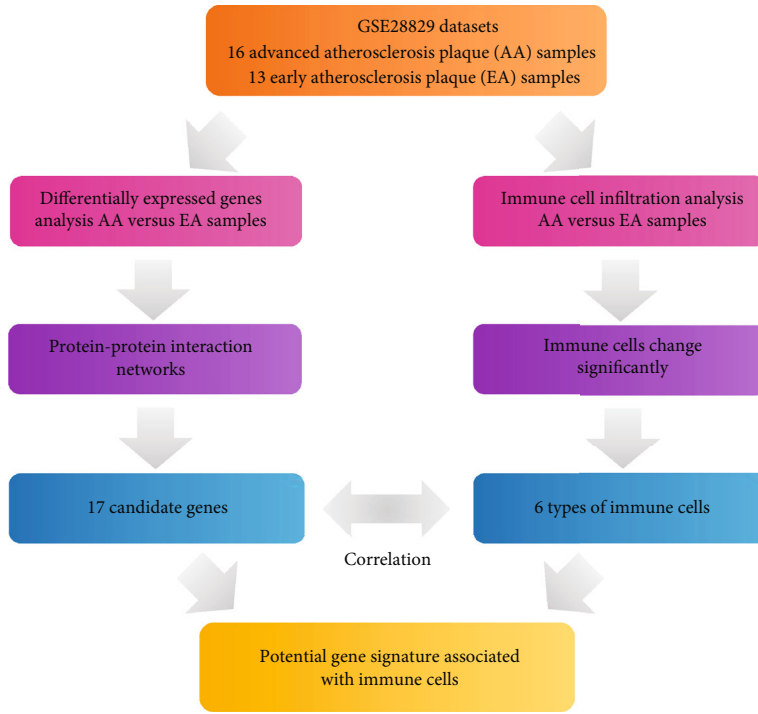 GSE28829 datasets
16 advanced atherosclerosis plaque (AA) samples
13 early atherosclerosis plaque (EA) samples
Differentially expressed genes
analysis AA versus EA samples
Immune cell infiltration analysis
AA versus EA samples
Protein-protein interaction
networks
Immune cells change
significantly
17 candidate genes
6 types of immune cells
Correlation
Potential gene signature associated
with immune cells